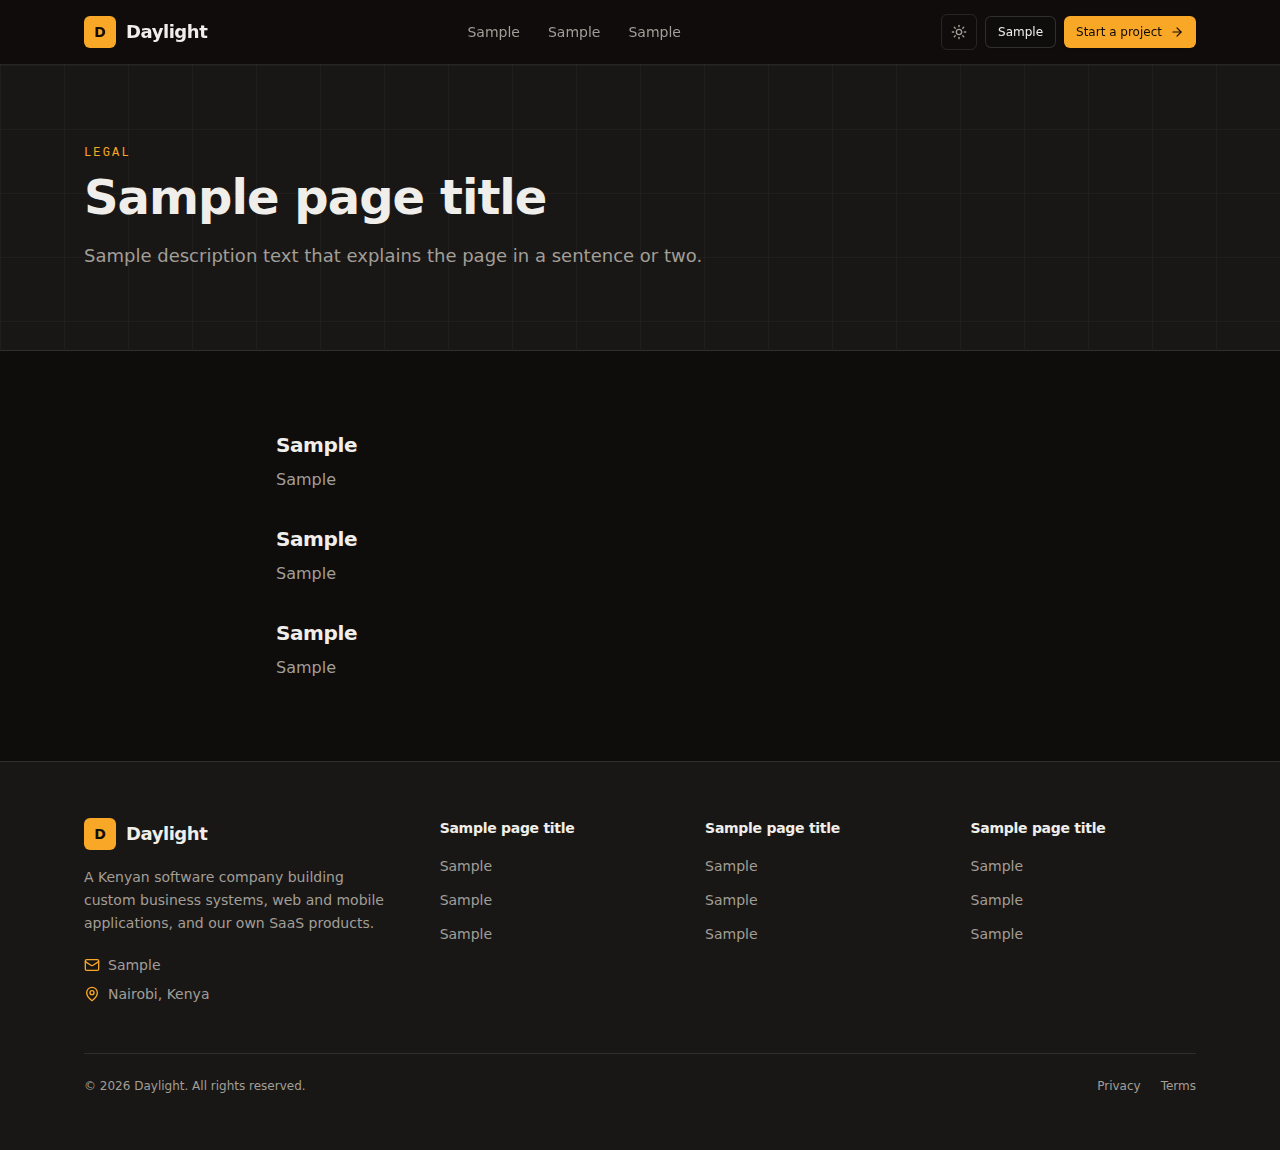 D Daylight Sample Sample Sample Sample Start a project
LEGAL
Sample page title
Sample description text that explains the page in a sentence or two.
Sample
Sample
Sample
Sample
Sample
Sample
D Daylight
A Kenyan software company building
custom business systems, web and mobile
applications, and our own SaaS products.
Sample
Nairobi, Kenya
Sample page title
Sample
Sample
Sample
Sample page title
Sample
Sample
Sample
Sample page title
Sample
Sample
Sample
© 2026 Daylight. All rights reserved.
Privacy Terms